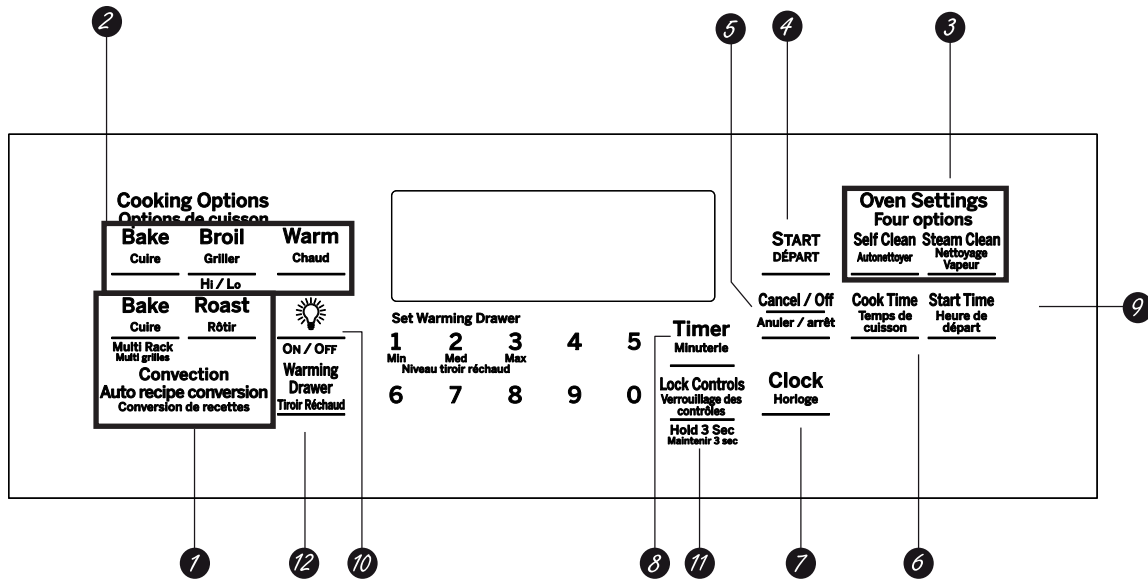 2
5
4
3
Cooking Options
Options de cuisson
Bake
Cuire
Broil
Griller
Hi / Lo
Warm
Chaud
Bake
Cuire
Multi Rack
Multi grilles
Roast
Rôtir
Convection
Auto recipe conversion
Conversion de recettes
ON / OFF
Warming
Drawer
Tiroir Réchaud
Set Warming Drawer
1 2 3 4 5
Min Med Max
Niveau tiroir réchaud
6 7 8 9 0
Timer
Minuterie
Lock Controls
Verrouillage des
contrôles
Hold 3 Sec
Maintenir 3 sec
START
DÉPART
Cancel / Off
Anuler / arrêt
Clock
Horloge
Oven Settings
Four options
Self Clean
Autonettoyer
Steam Clean
Nettoyage
Vapeur
Cook Time
Temps de
cuisson
Start Time
Heure de
départ
9
1
12
10
8
11
7
6